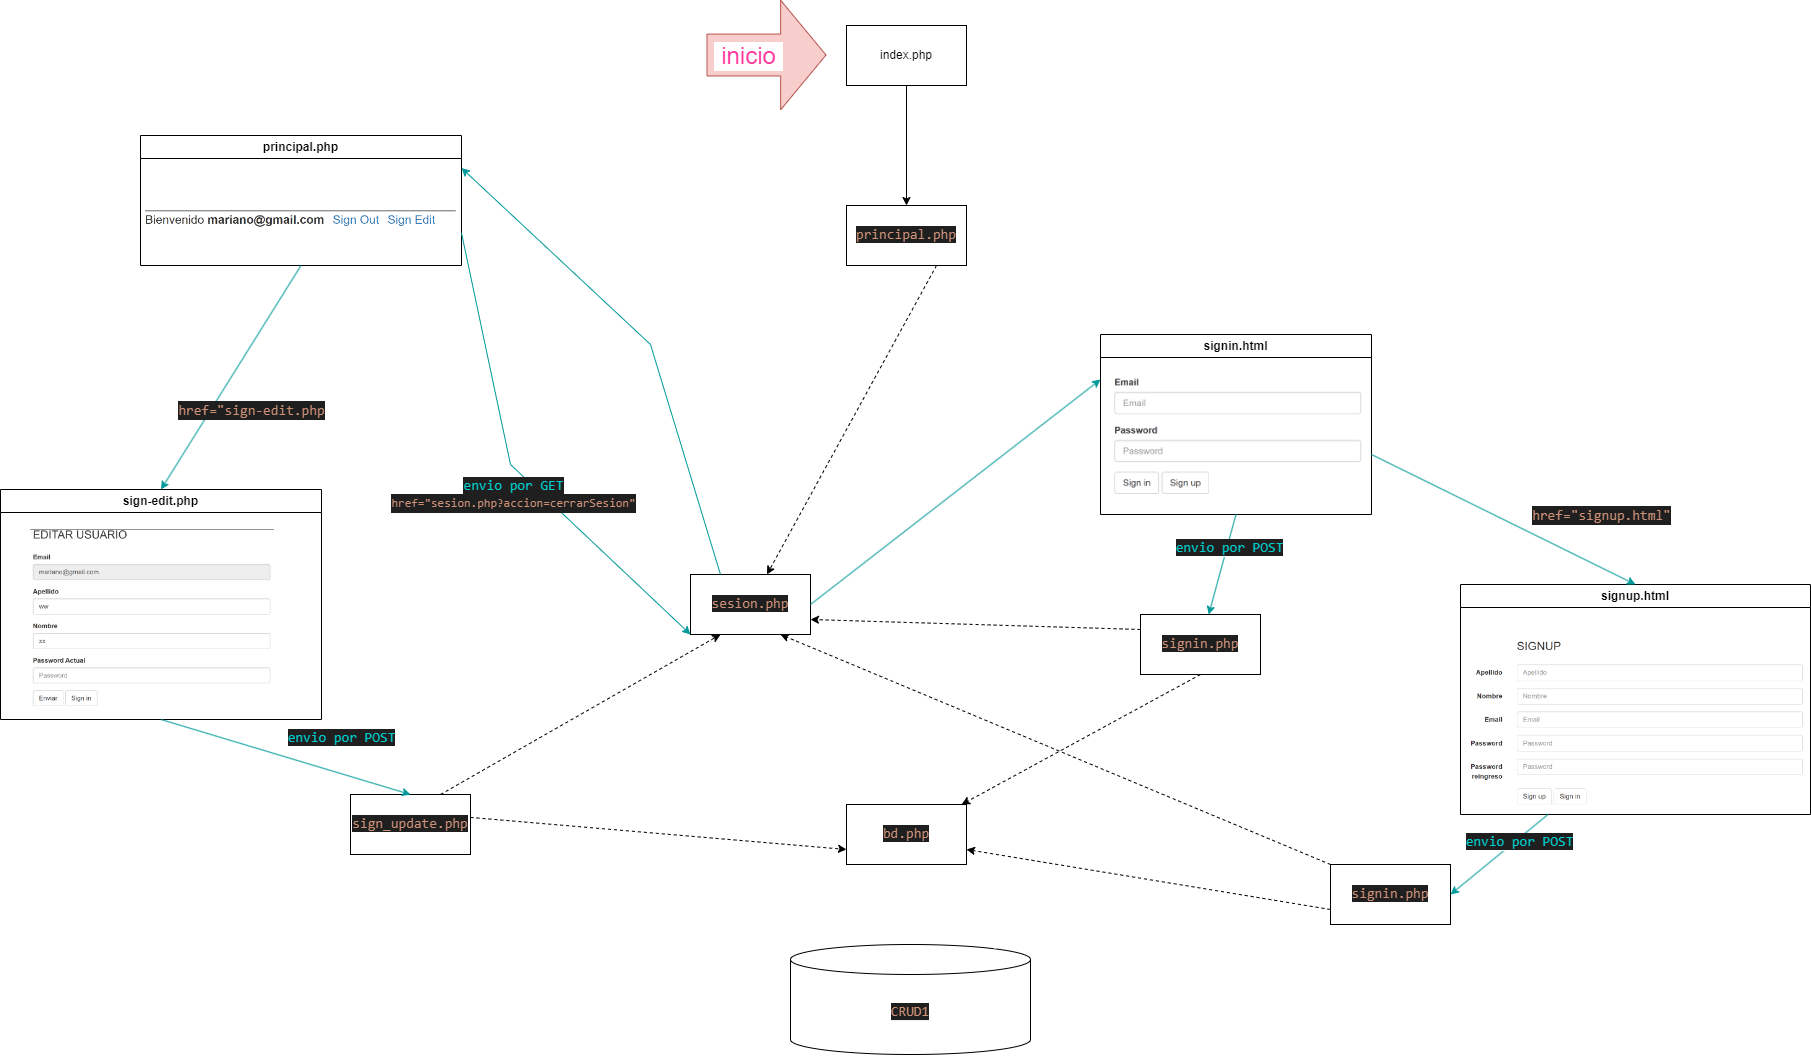 inicio
index.php
principal.php
Bienvenido mariano@gmail.com Sign Out Sign Edit
principal.php
href="sign-edit.php
envio por GET
href="sesion.php?accion=cerrarSesion"
signin.html
Email
Email
Password
Password
Sign in Sign up
href="signup.html"
envio por POST
sign-edit.php
EDITAR USUARIO
Email
mariano@gmail.com
Apellido
ww
Nombre
xx
Password Actual
Password
Enviar Sign in
envio por POST
sesion.php
signin.php
signup.html
SIGNUP
Apellido Apellido
Nombre Nombre
Email Email
Password Password
Password Password
reingreso
Sign up Sign in
envio por POST
sign_update.php
bd.php
signin.php
CRUD1